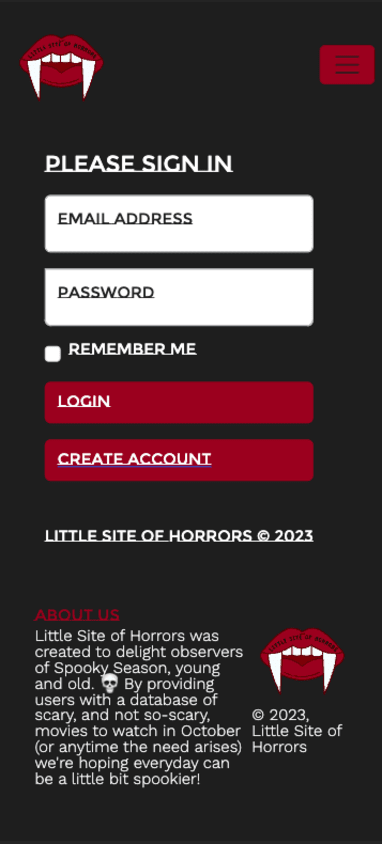 LITTLE SITE OF HORRORS
PLEASE SIGN IN
EMAIL ADDRESS
PASSWORD
REMEMBER ME
LOGIN
CREATE ACCOUNT
LITTLE SITE OF HORRORS © 2023
ABOUT US
Little Site of Horrors was
created to delight observers
of Spooky Season, young
and old. 💀 By providing
users with a database of
scary, and not so-scary,
movies to watch in October
(or anytime the need arises)
we're hoping everyday can
be a little bit spookier!
LITTLE SITE OF HORRORS
© 2023,
Little Site of
Horrors